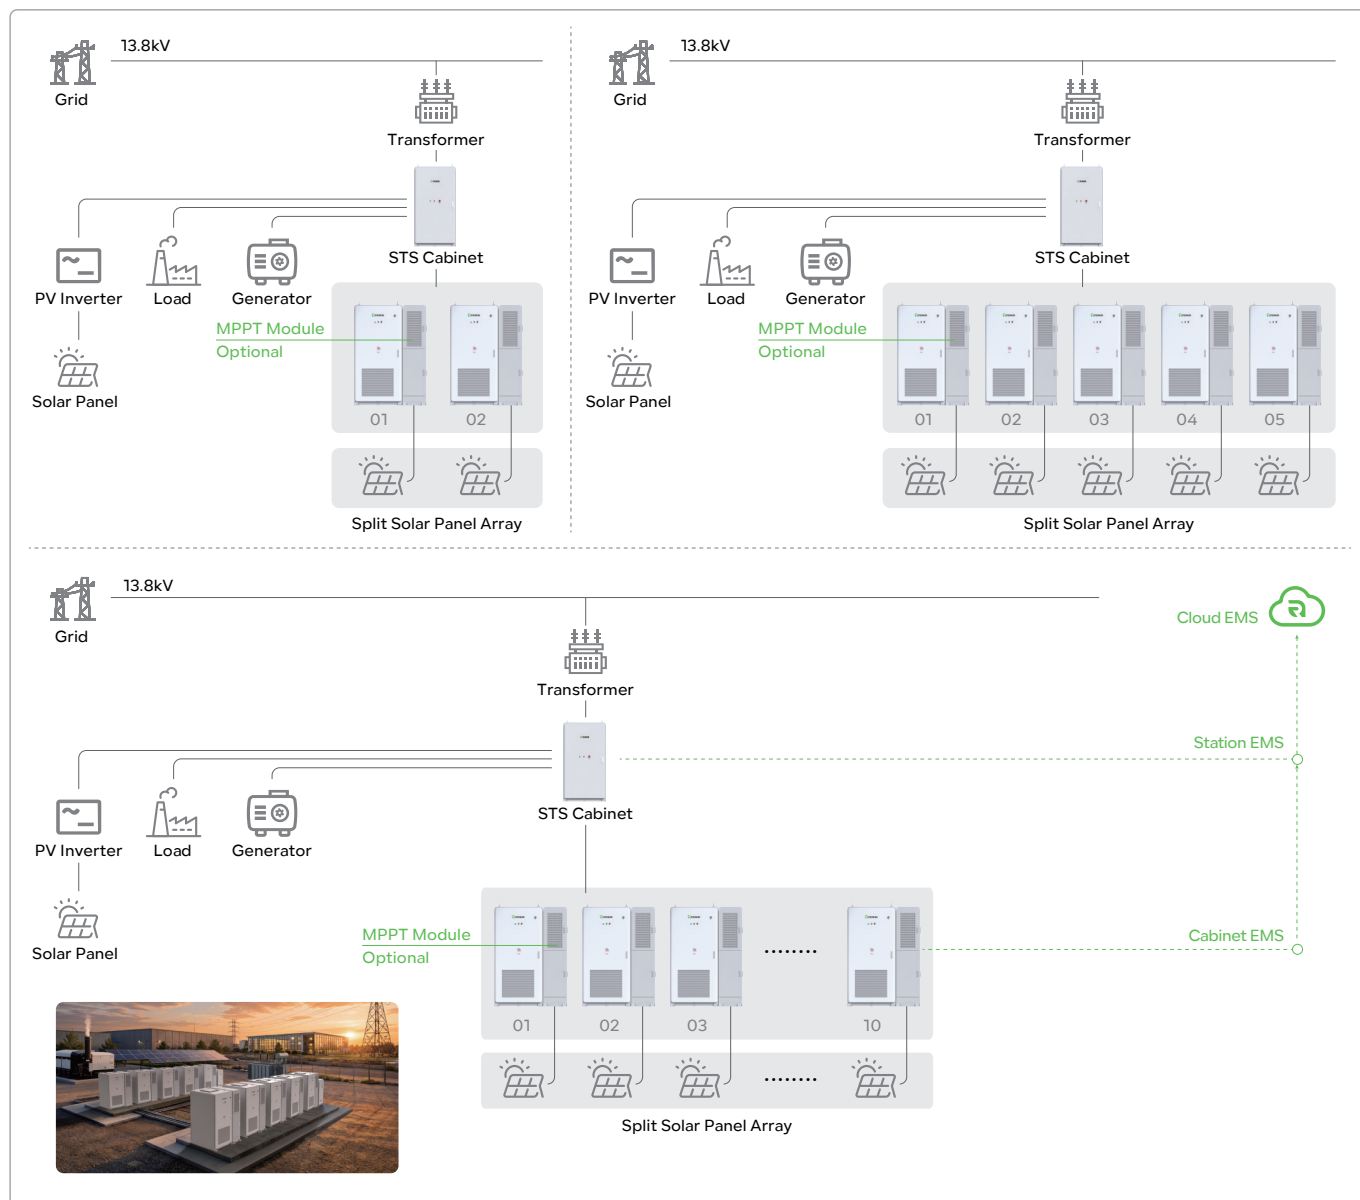 13.8kV
Grid
Transformer
STS Cabinet
PV Inverter
Load
Generator
MPPT Module
Optional
Solar Panel
01
02
Split Solar Panel Array
13.8kV
Grid
Transformer
STS Cabinet
PV Inverter
Load
Generator
MPPT Module
Optional
Solar Panel
01
02
03
04
05
Split Solar Panel Array
13.8kV
Grid
Cloud EMS
Transformer
Station EMS
STS Cabinet
PV Inverter
Load
Generator
MPPT Module
Optional
Cabinet EMS
Solar Panel
01
02
03
........
10
........
Split Solar Panel Array